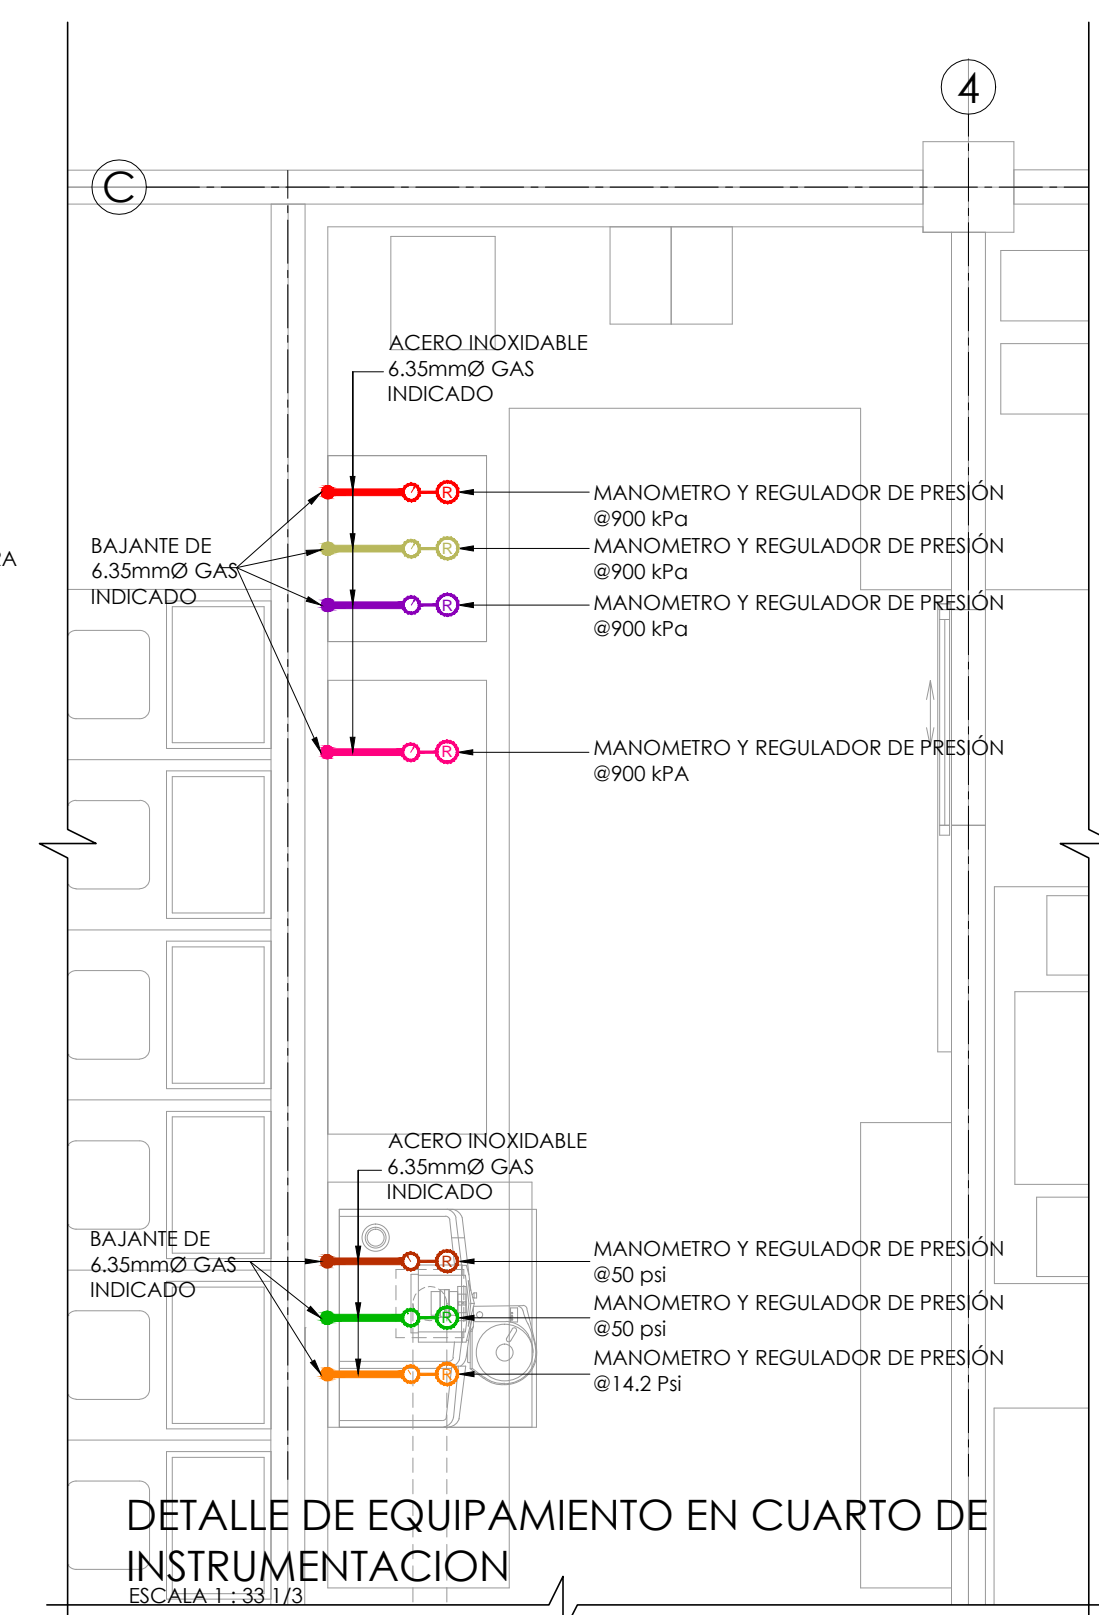 4
C
ACERO INOXIDABLE
6.35mmØ GAS
INDICADO
R
MANOMETRO Y REGULADOR DE PRESIÓN
@900 kPa
BAJANTE DE
6.35mmØ GAS
INDICADO
RA
R
MANOMETRO Y REGULADOR DE PRESIÓN
@900 kPa
R
MANOMETRO Y REGULADOR DE PRESIÓN
@900 kPa
R
MANOMETRO Y REGULADOR DE PRESIÓN
@900 kPA
ACERO INOXIDABLE
6.35mmØ GAS
INDICADO
BAJANTE DE
6.35mmØ GAS
INDICADO
R
MANOMETRO Y REGULADOR DE PRESIÓN
@50 psi
R
MANOMETRO Y REGULADOR DE PRESIÓN
@50 psi
R
MANOMETRO Y REGULADOR DE PRESIÓN
@14.2 Psi
DETALLE DE EQUIPAMIENTO EN CUARTO DE
INSTRUMENTACION
ESCALA 1 : 33 1/3